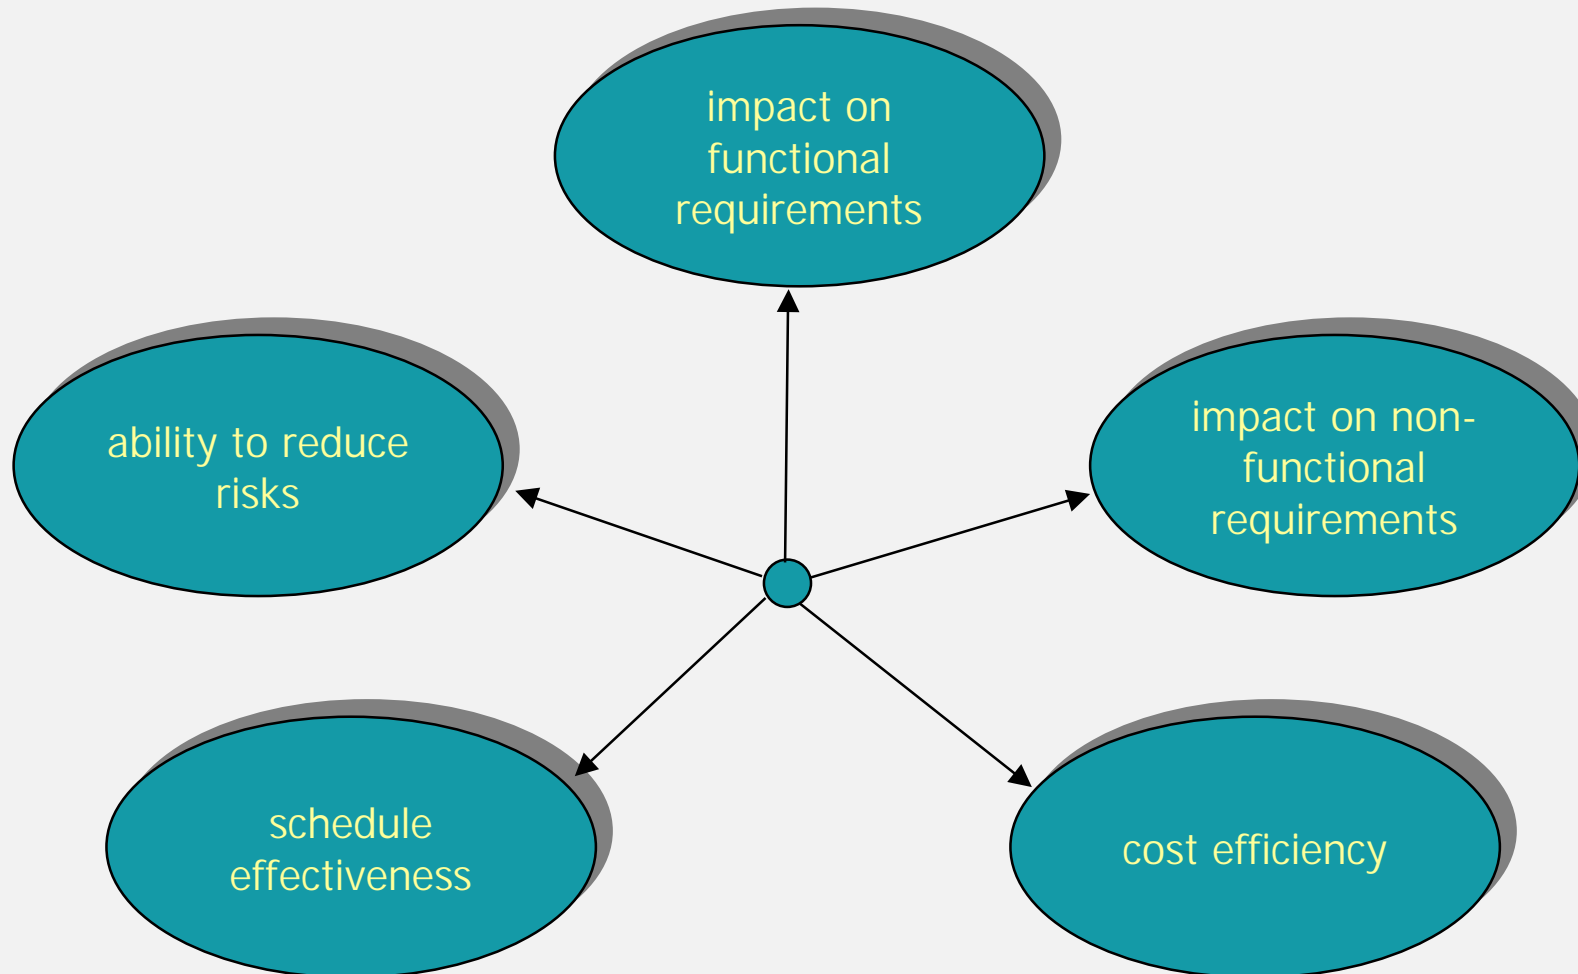 impact on
functional
requirements
ability to reduce
risks
impact on non-
functional
requirements
schedule
effectiveness
cost efficiency